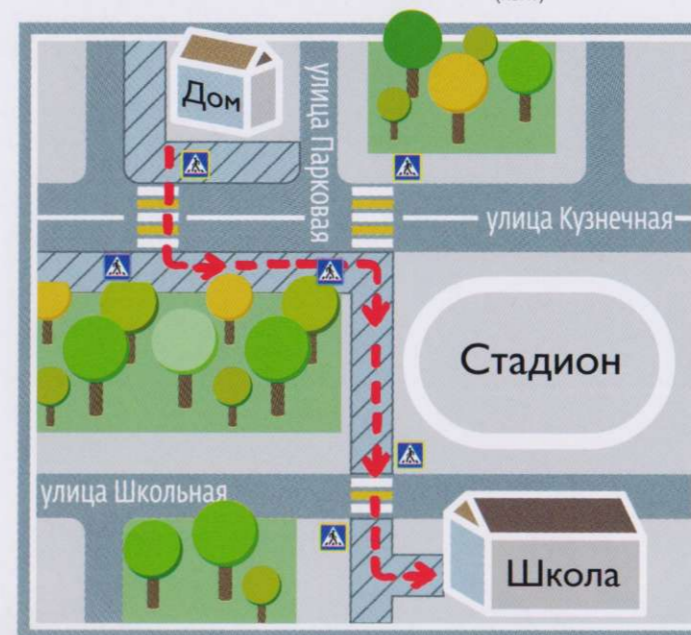 Дом
улица Парковая
улица Кузнечная
Стадион
улица Школьная
Школа